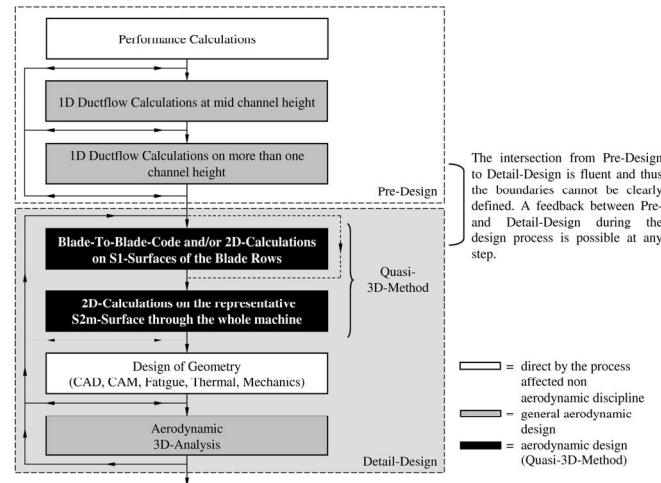 Performance Calculations
1D Ductflow Calculations at mid channel height
1D Ductflow Calculations on more than one
channel height
Pre-Design
The intersection from Pre-Design
to Detail-Design is fluent and thus
the boundaries cannot be clearly
defined. A feedback between Pre-
and Detail-Design during the
design process is possible at any
step.
Blade-To-Blade-Code and/or 2D-Calculations
on S1-Surfaces of the Blade Rows
Quasi-
3D-Method
2D-Calculations on the representative
S2m-Surface through the whole machine
Design of Geometry
(CAD, CAM, Fatigue, Thermal, Mechanics)
Aerodynamic
3D-Analysis
Detail-Design
= direct by the process
affected non
aerodynamic discipline
= general aerodynamic
design
= aerodynamic design
(Quasi-3D-Method)